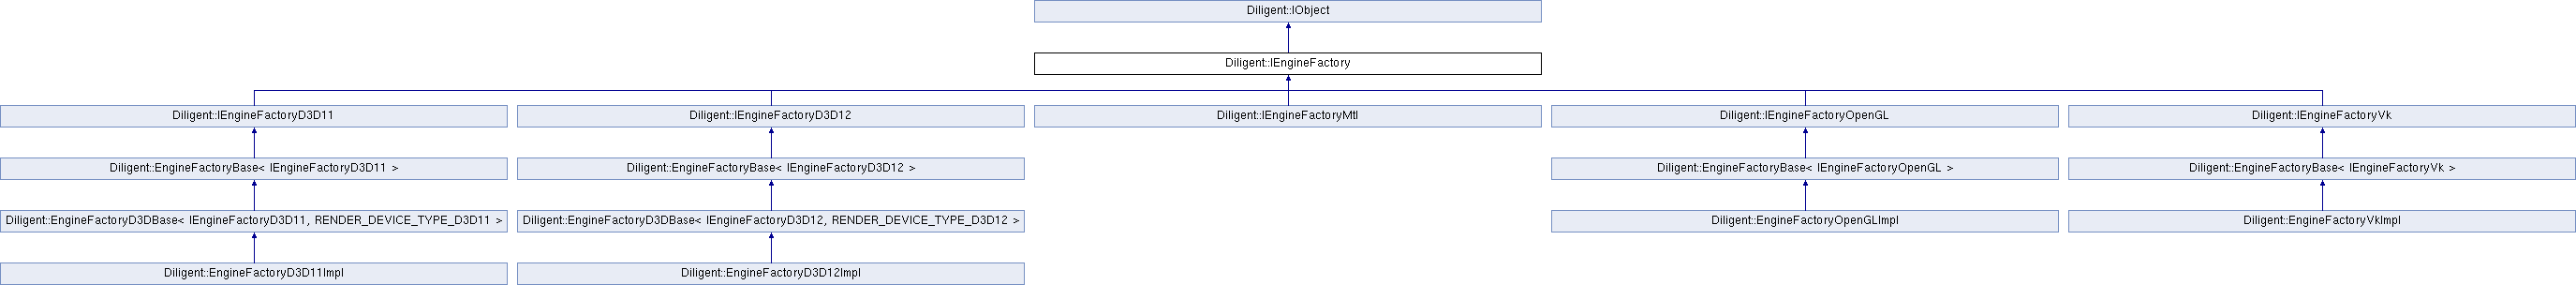 Diligent::IObject
Diligent::IEngineFactory
Diligent::IEngineFactoryD3D11
Diligent::IEngineFactoryD3D12
Diligent::IEngineFactoryMtl
Diligent::IEngineFactoryOpenGL
Diligent::IEngineFactoryVk
Diligent::EngineFactoryBase< IEngineFactoryD3D11 >
Diligent::EngineFactoryBase< IEngineFactoryD3D12 >
Diligent::EngineFactoryBase< IEngineFactoryOpenGL >
Diligent::EngineFactoryBase< IEngineFactoryVk >
Diligent::EngineFactoryD3DBase< IEngineFactoryD3D11, RENDER_DEVICE_TYPE_D3D11 >
Diligent::EngineFactoryD3DBase< IEngineFactoryD3D12, RENDER_DEVICE_TYPE_D3D12 >
Diligent::EngineFactoryOpenGLImpl
Diligent::EngineFactoryVkImpl
Diligent::EngineFactoryD3D11Impl
Diligent::EngineFactoryD3D12Impl